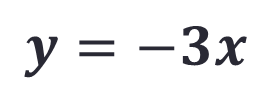 y = −3x